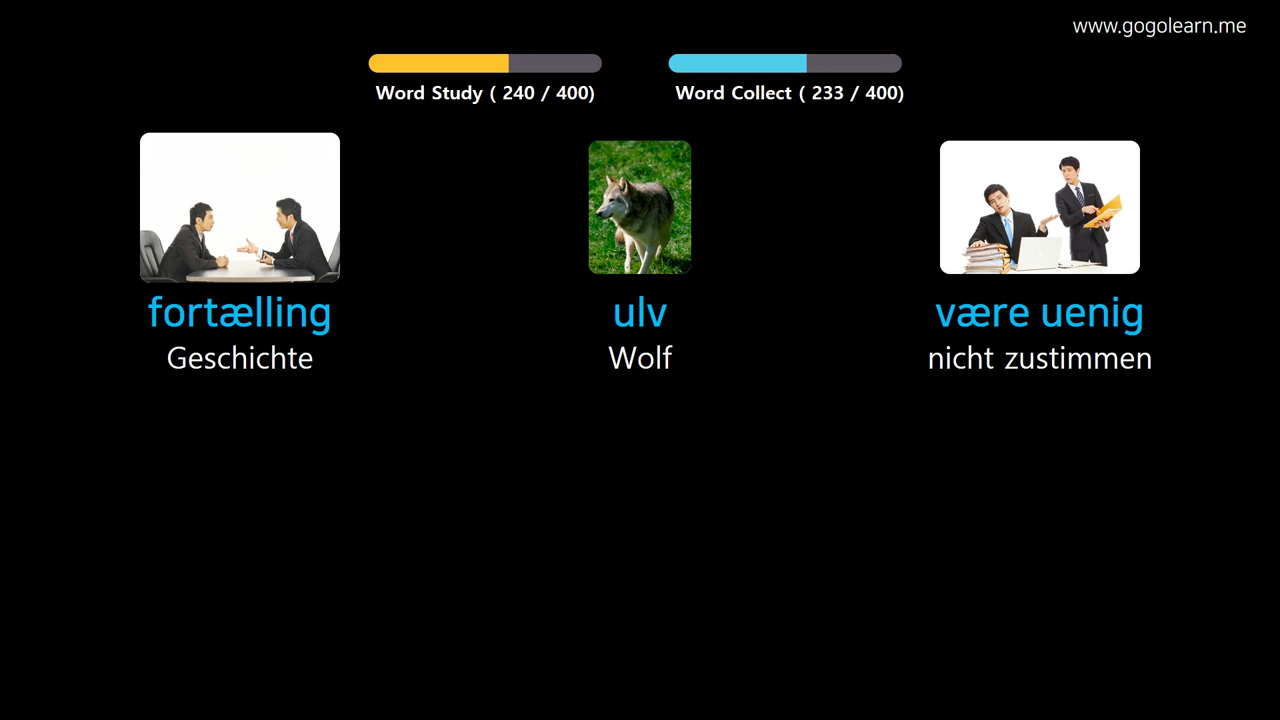 www.gogolearn.me
Word Study ( 240 / 400)
Word Collect ( 233 / 400)
fortælling
ulv
være uenig
Geschichte
Wolf
nicht zustimmen